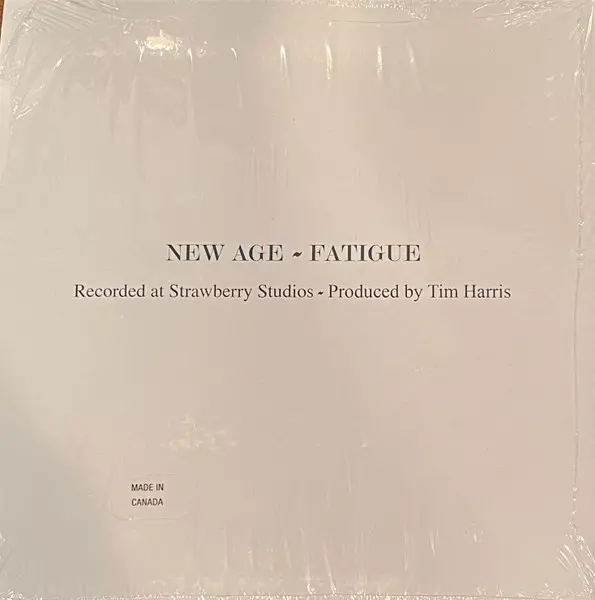 NEW AGE ~ FATIGUE
Recorded at Strawberry Studios ~ Produced by Tim Harris
MADE IN
CANADA